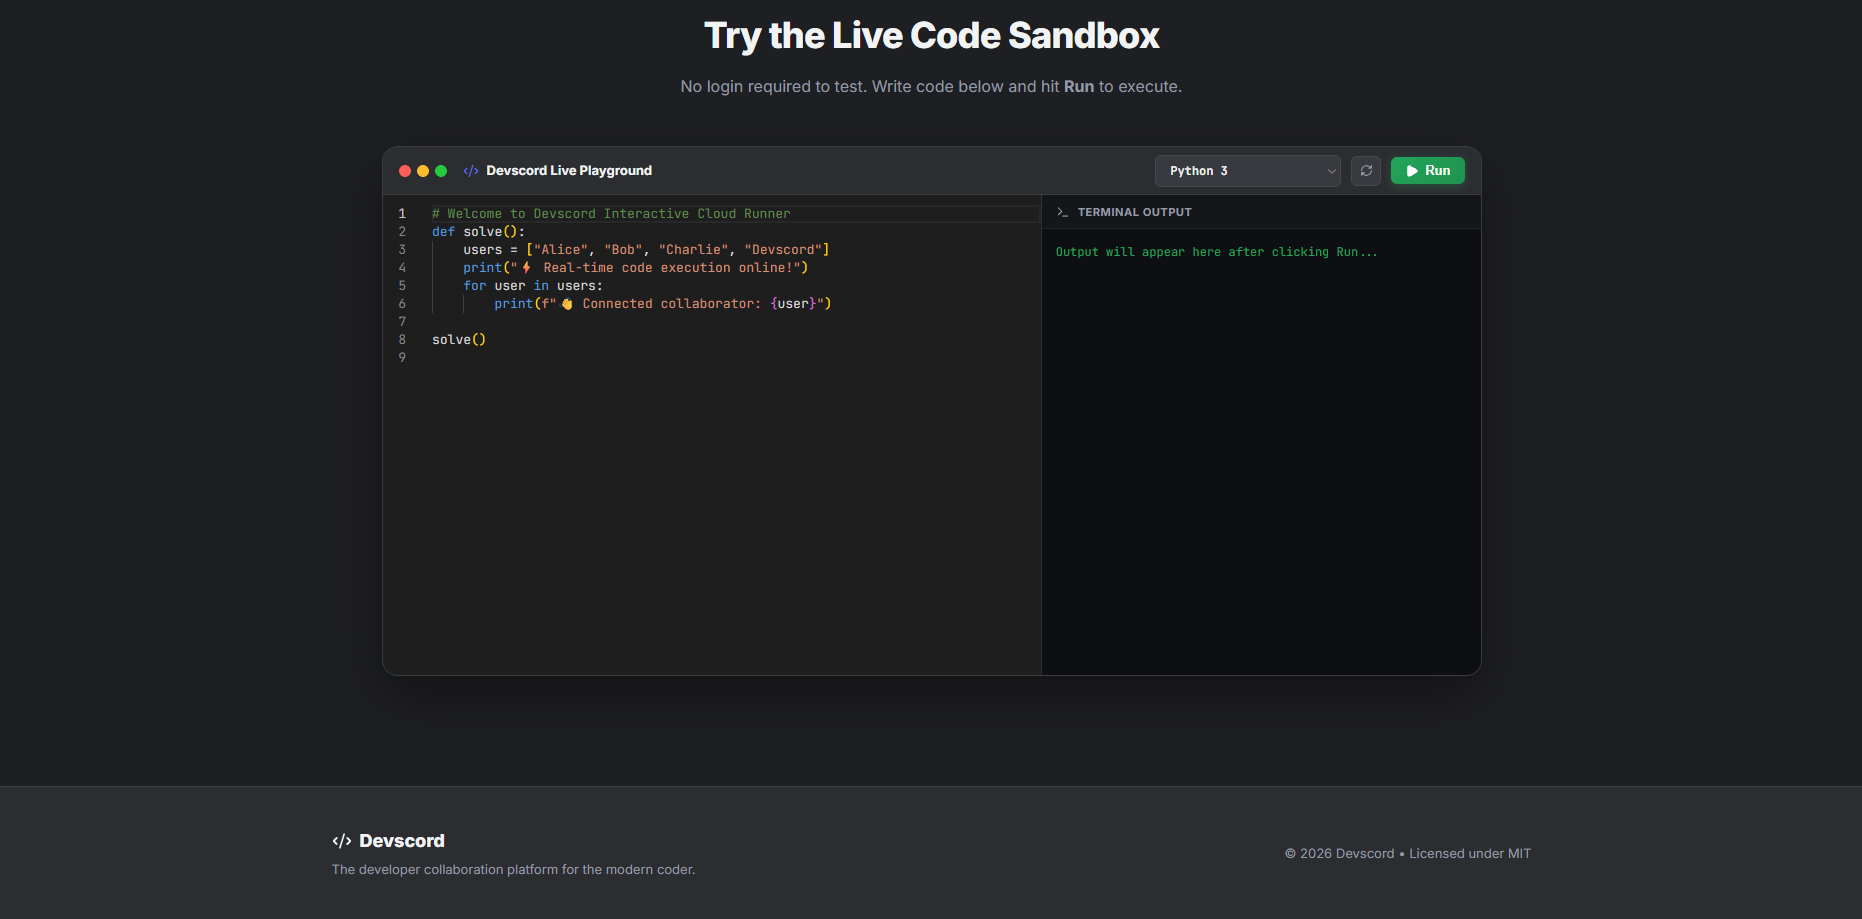 Try the Live Code Sandbox
No login required to test. Write code below and hit Run to execute.
</> Devscord Live Playground
Python 3
Run
1 # Welcome to Devscord Interactive Cloud Runner
2 def solve():
3     users = ["Alice", "Bob", "Charlie", "Devscord"]
4     print("⚡ Real-time code execution online!")
5     for user in users:
6         print(f"👋 Connected collaborator: {user}")
7
8 solve()
9
>_ TERMINAL OUTPUT
Output will appear here after clicking Run...
</> Devscord
The developer collaboration platform for the modern coder.
© 2026 Devscord • Licensed under MIT